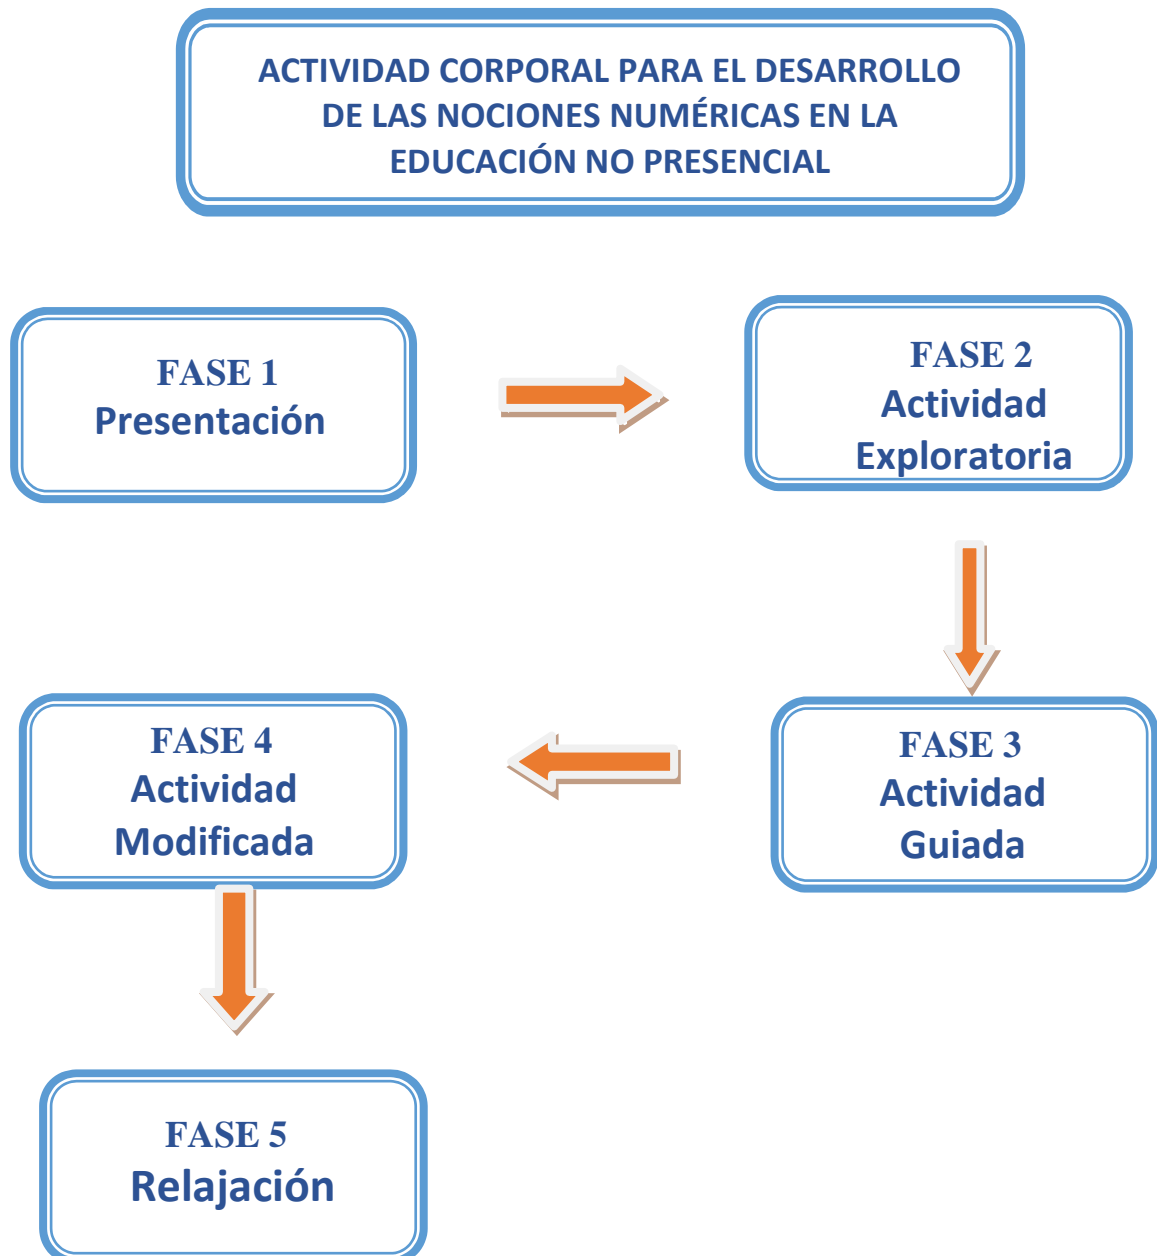 ACTIVIDAD CORPORAL PARA EL DESARROLLO
DE LAS NOCIONES NUMÉRICAS EN LA
EDUCACIÓN NO PRESENCIAL
FASE 1
Presentación
FASE 2
Actividad
Exploratoria
FASE 3
Actividad
Guiada
FASE 4
Actividad
Modificada
FASE 5
Relajación